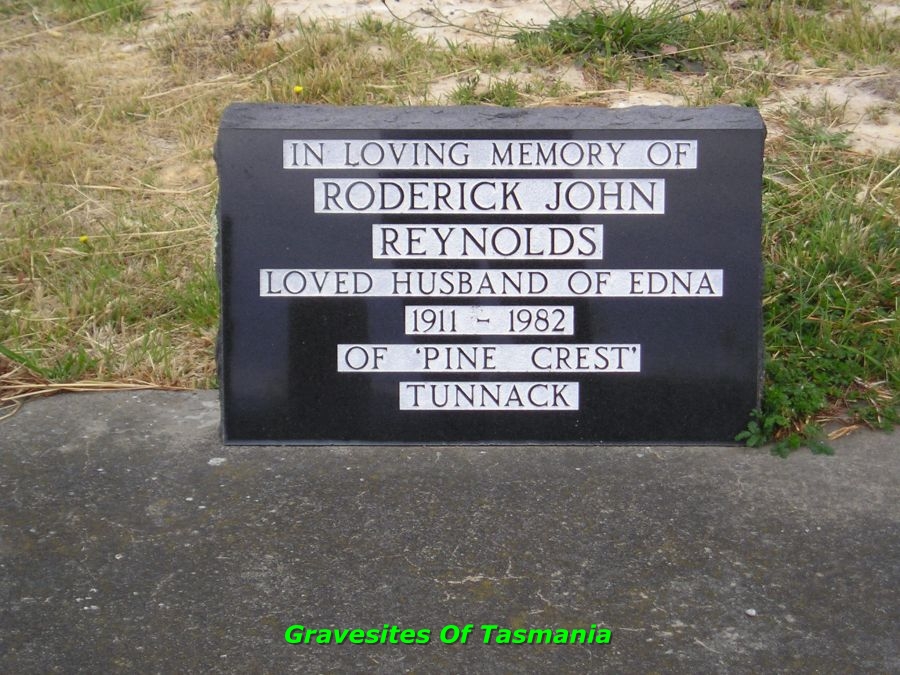 IN LOVING MEMORY OF
RODERICK JOHN
REYNOLDS
LOVED HUSBAND OF EDNA
1911 - 1982
OF 'PINE CREST'
TUNNACK
Gravesites Of Tasmania